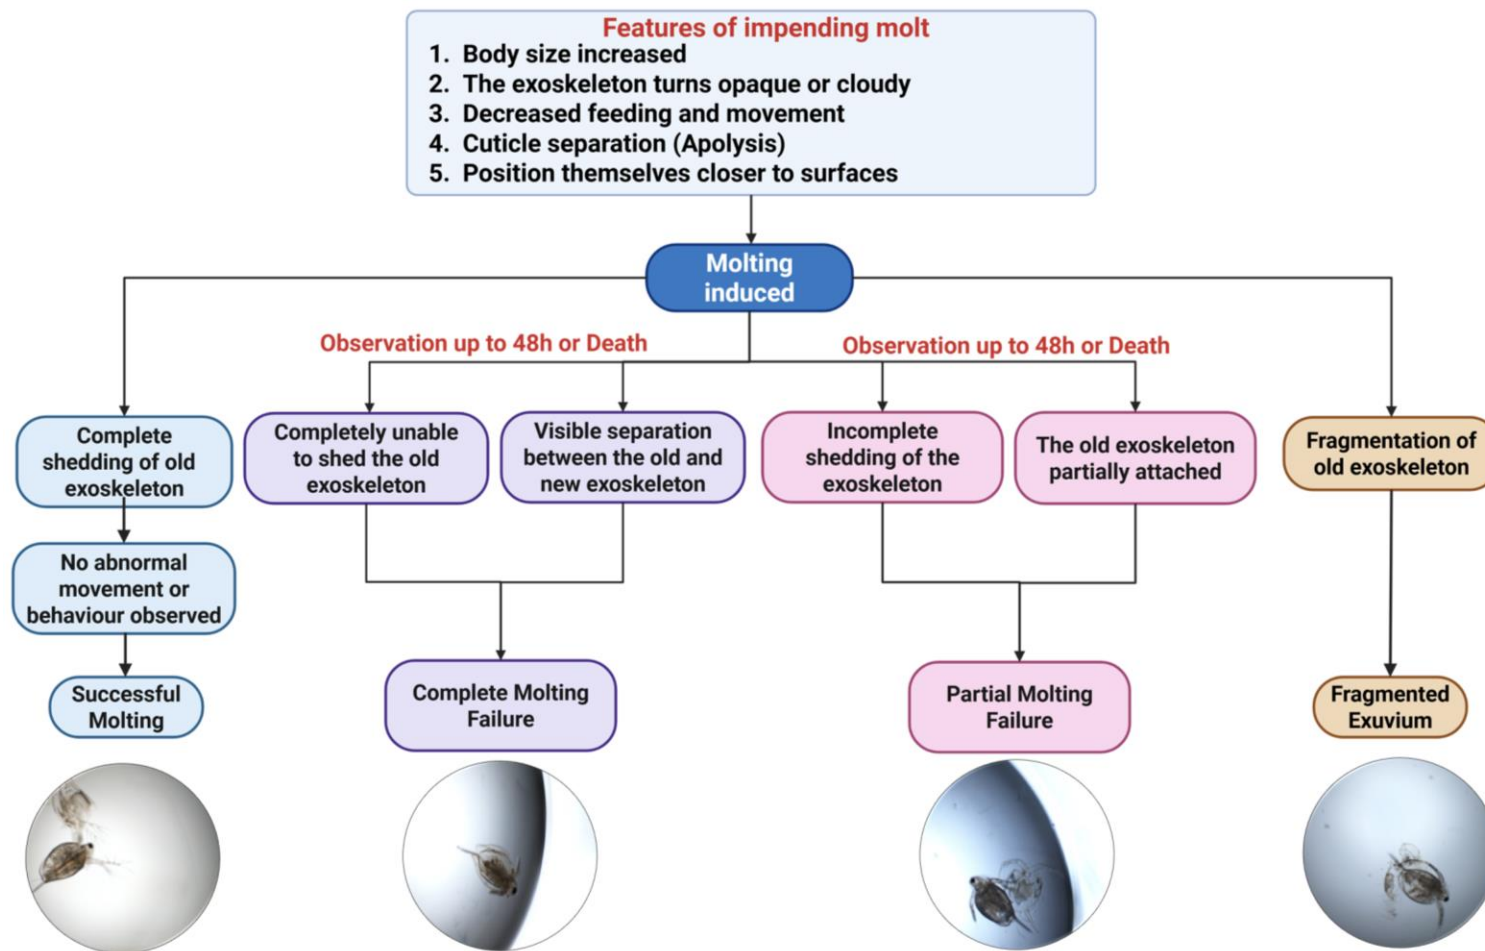 Features of impending molt
1. Body size increased
2. The exoskeleton turns opaque or cloudy
3. Decreased feeding and movement
4. Cuticle separation (Apolysis)
5. Position themselves closer to surfaces
Molting
induced
Observation up to 48h or Death
Observation up to 48h or Death
Complete
shedding of old
exoskeleton
Completely unable
to shed the old
exoskeleton
Visible separation
between the old and
new exoskeleton
Incomplete
shedding of the
exoskeleton
The old exoskeleton
partially attached
Fragmentation of
old exoskeleton
No abnormal
movement or
behaviour observed
Successful
Molting
Complete Molting
Failure
Partial Molting
Failure
Fragmented
Exuvium